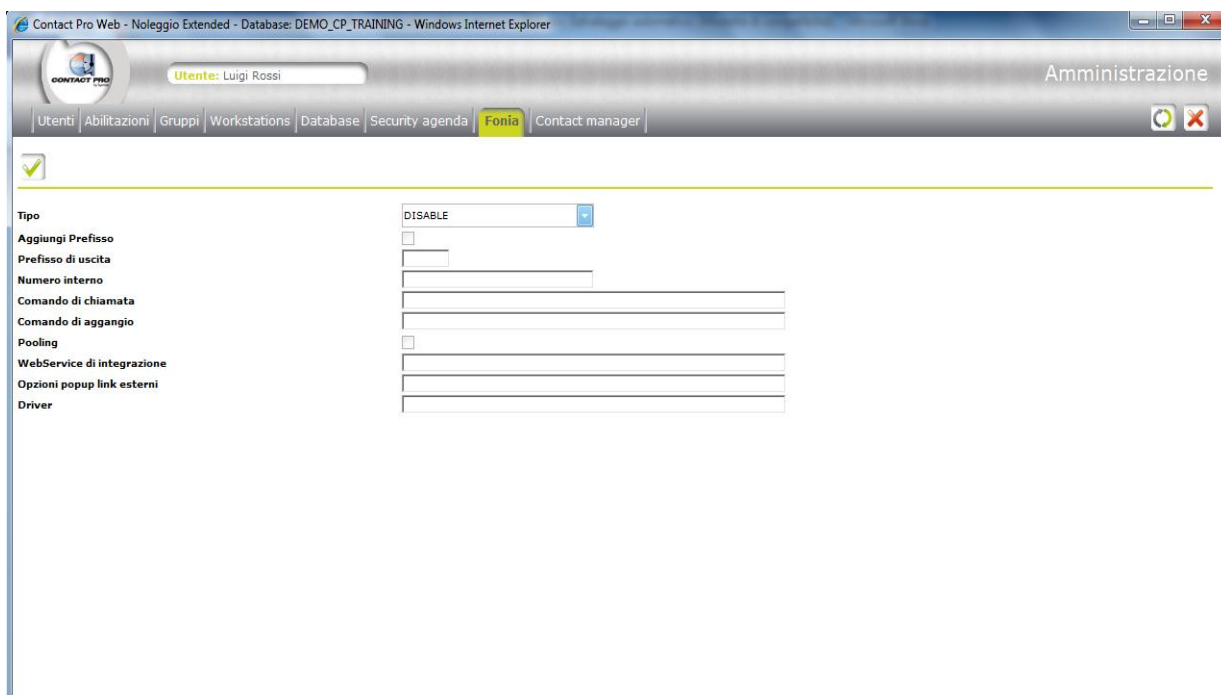 Contact Pro Web - Noleggio Extended - Database: DEMO_CP_TRAINING - Windows Internet Explorer
CONTACT PRO
Utente: Luigi Rossi
Amministrazione
Utenti Abilitazioni Gruppi Workstations Database Security agenda Fonia Contact manager
Tipo DISABLE
Aggiungi Prefisso
Prefisso di uscita
Numero interno
Comando di chiamata
Comando di aggangio
Pooling
WebService di integrazione
Opzioni popup link esterni
Driver